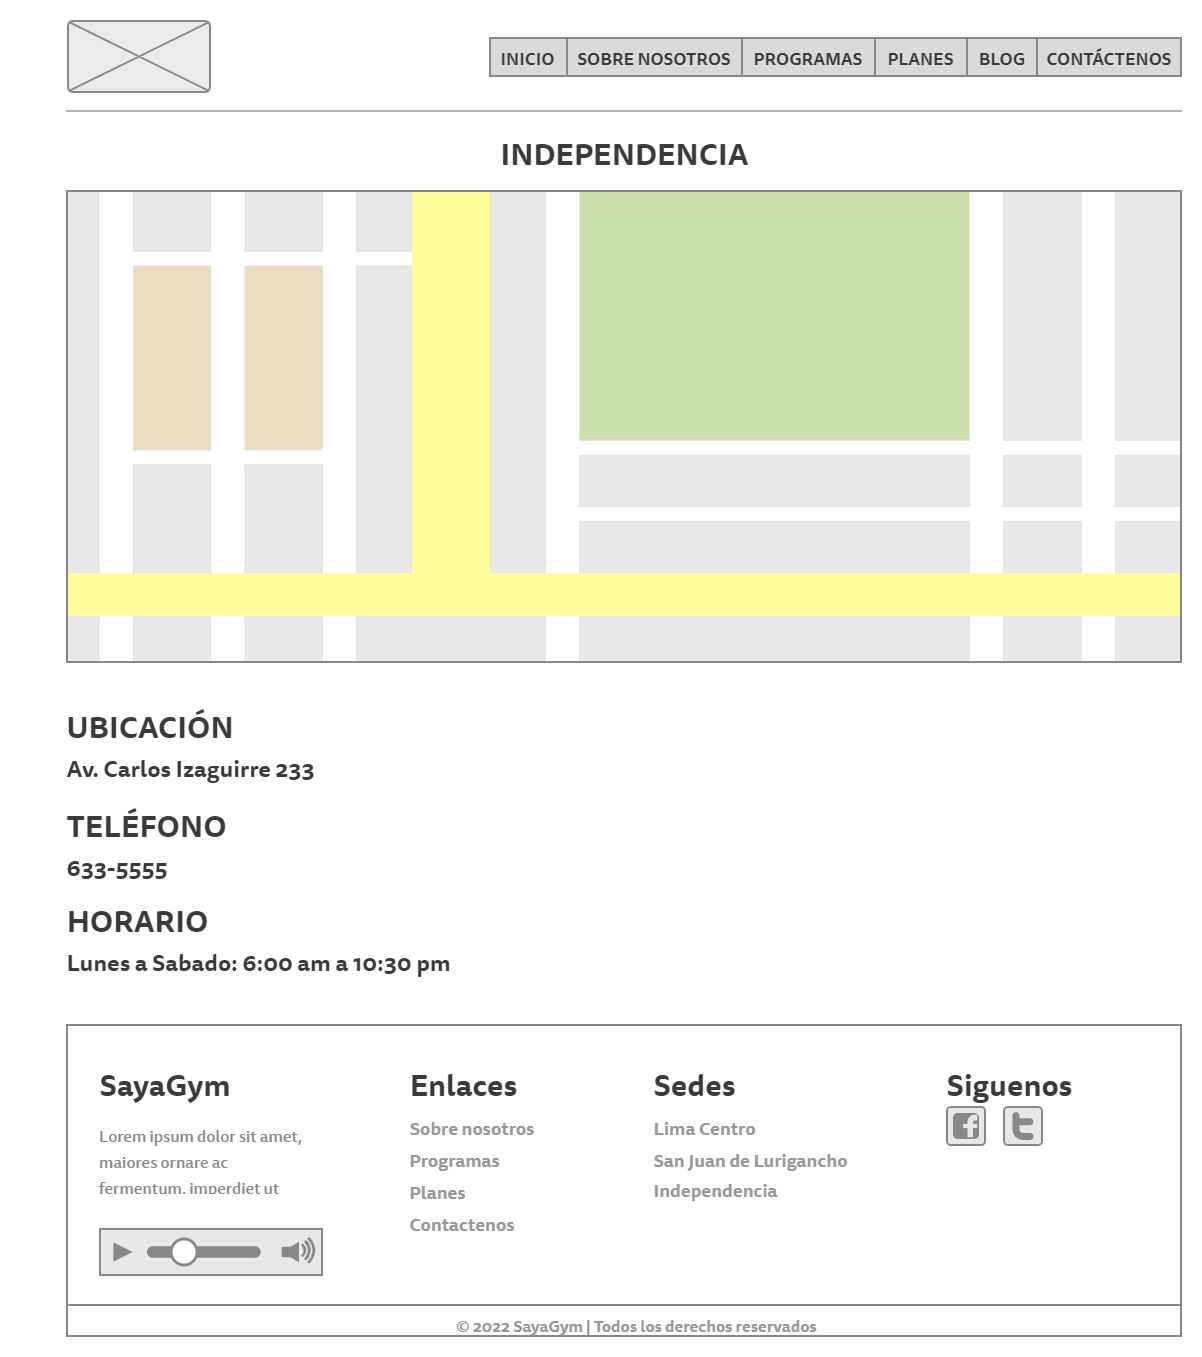 INICIO
SOBRE NOSOTROS
PROGRAMAS
PLANES
BLOG
CONTÁCTENOS
INDEPENDENCIA
UBICACIÓN
Av. Carlos Izaguirre 233
TELÉFONO
633-5555
HORARIO
Lunes a Sabado: 6:00 am a 10:30 pm
SayaGym
Lorem ipsum dolor sit amet,
maiores ornare ac
fermentum, imperdiet ut
Enlaces
Sobre nosotros
Programas
Planes
Contactenos
Sedes
Lima Centro
San Juan de Lurigancho
Independencia
Siguenos
© 2022 SayaGym | Todos los derechos reservados